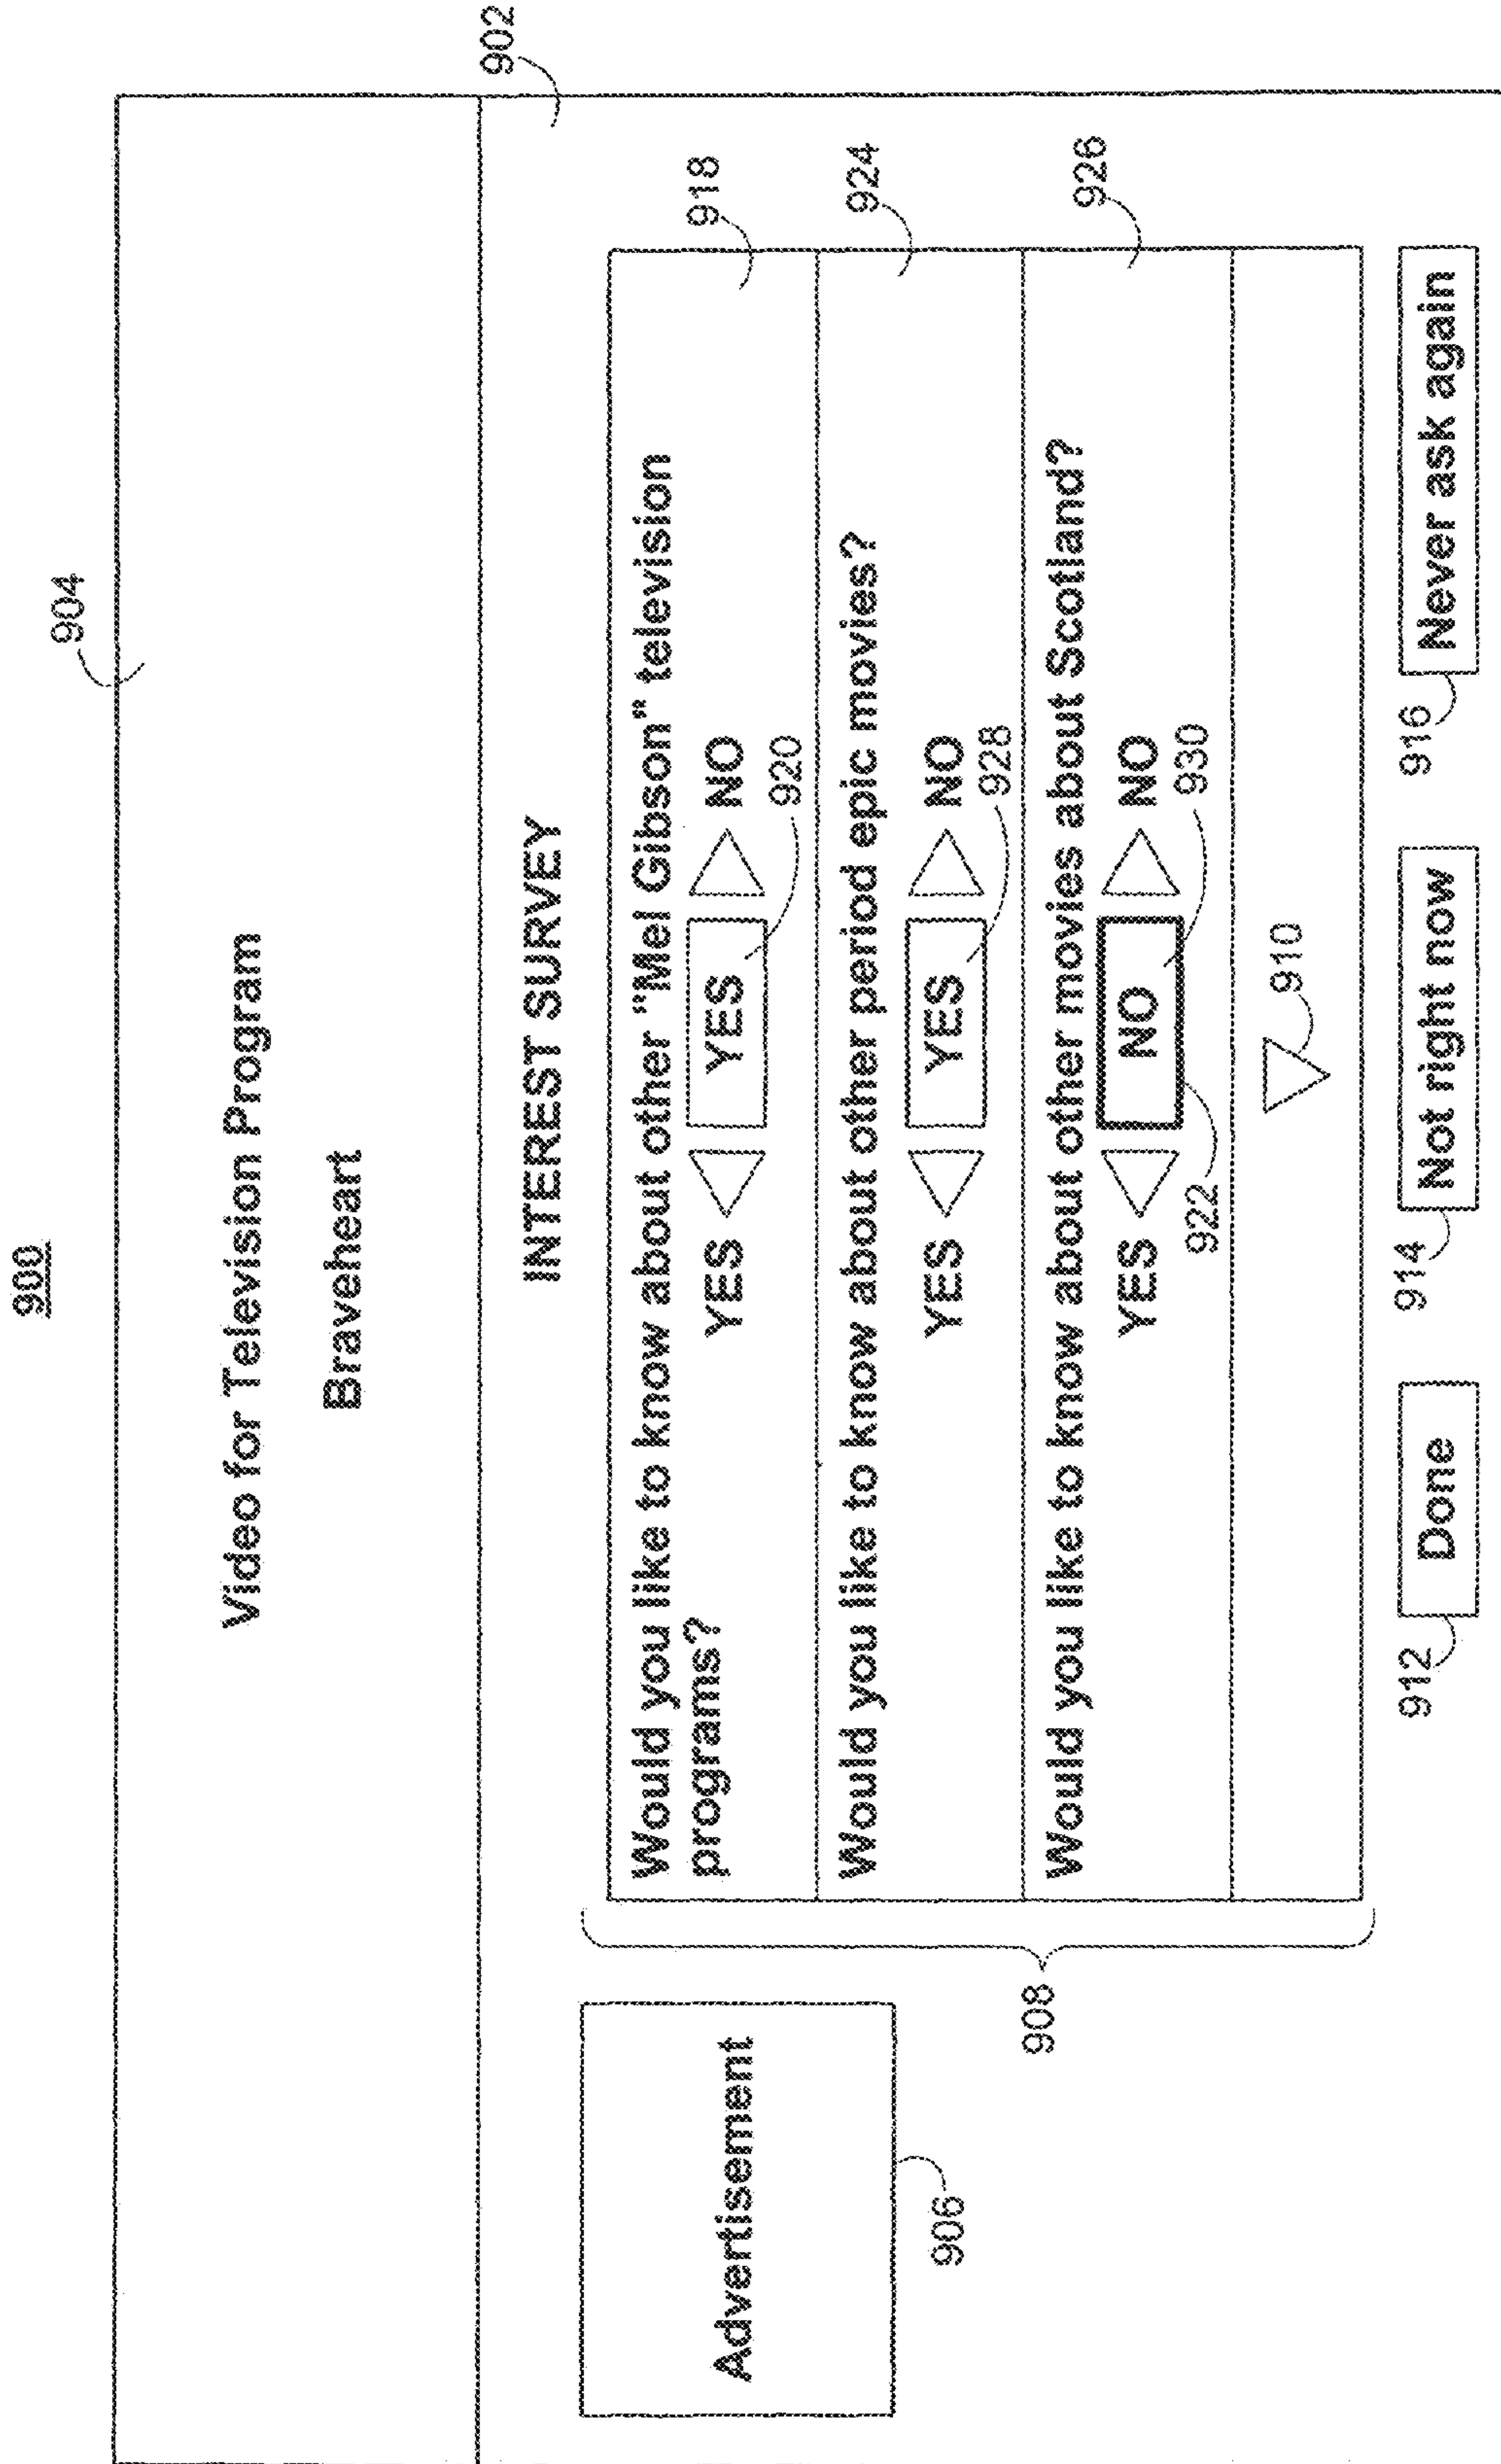 900
904
Video for Television Program
Braveheart
902
INTEREST SURVEY
Advertisement
906
908
Would you like to know about other "Mel Gibson" television
programs?
YES YES NO
920
918
Would you like to know about other period epic movies?
YES YES NO
928
924
Would you like to know about other movies about Scotland?
YES NO NO
922
930
926
910
912
Done
914
Not right now
916
Never ask again